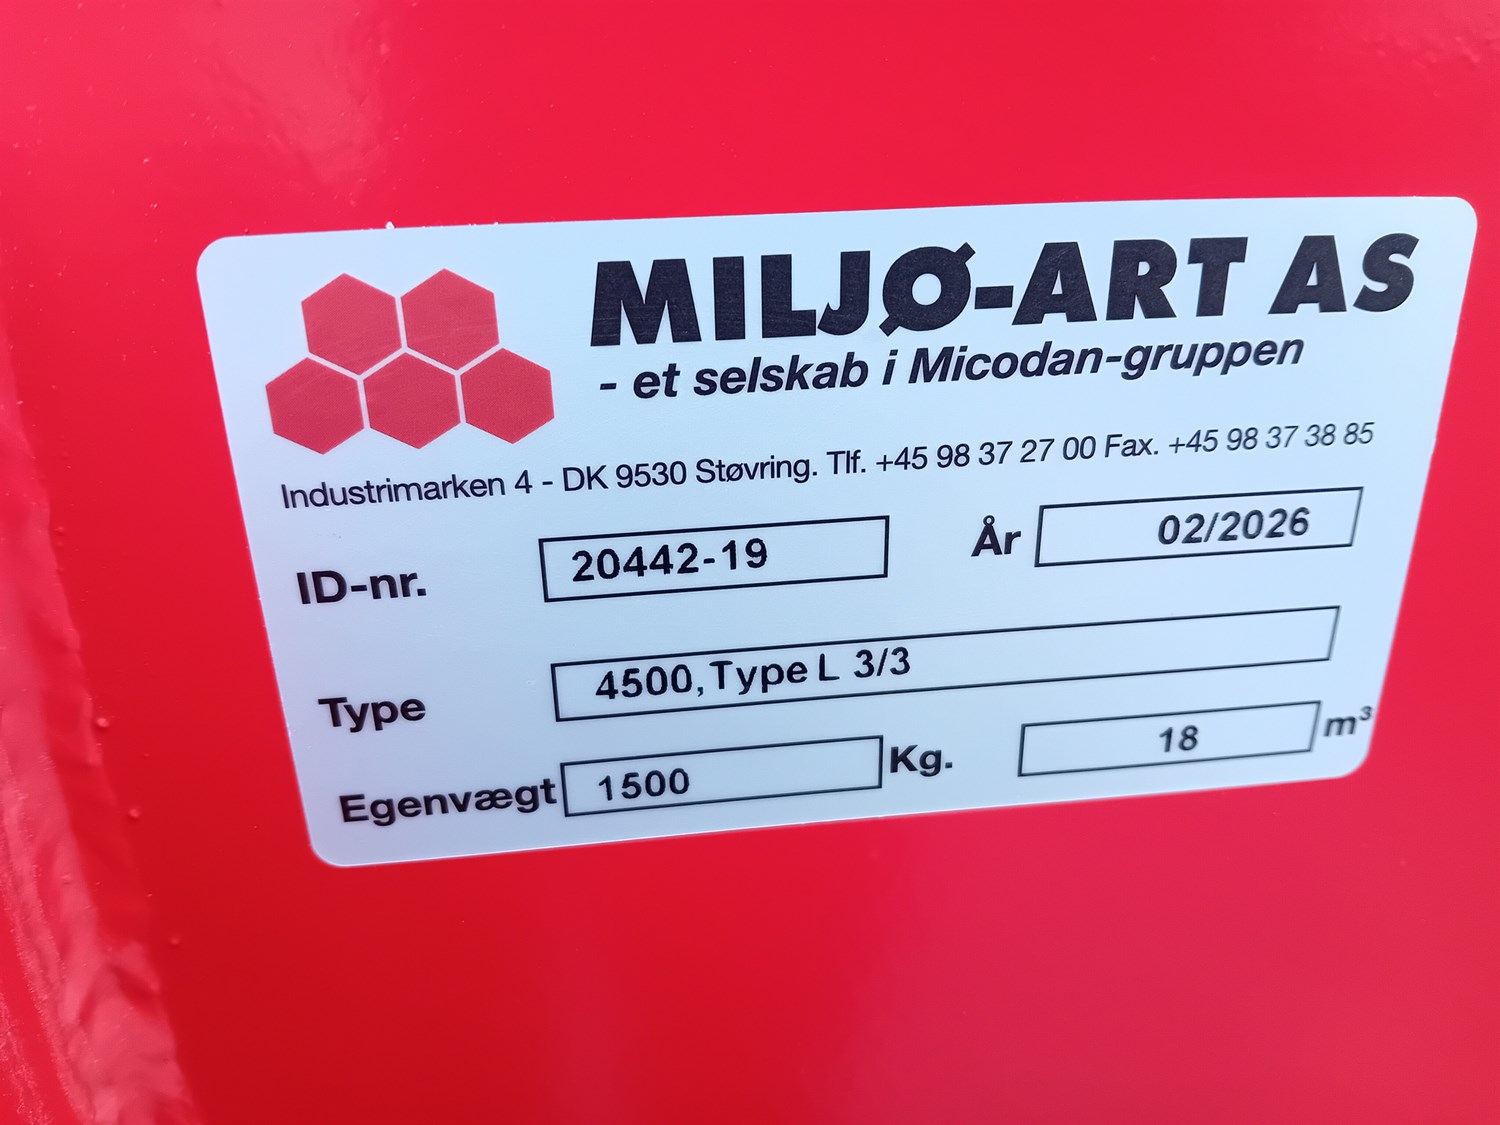 MILJØ-ART AS
- et selskab i Micodan-gruppen
Industrimarken 4 - DK 9530 Støvring. Tlf. +45 98 37 27 00 Fax. +45 98 37 38 85
ID-nr. 20442-19 År 02/2026
Type 4500, Type L 3/3
Egenvægt 1500 Kg. 18 m³